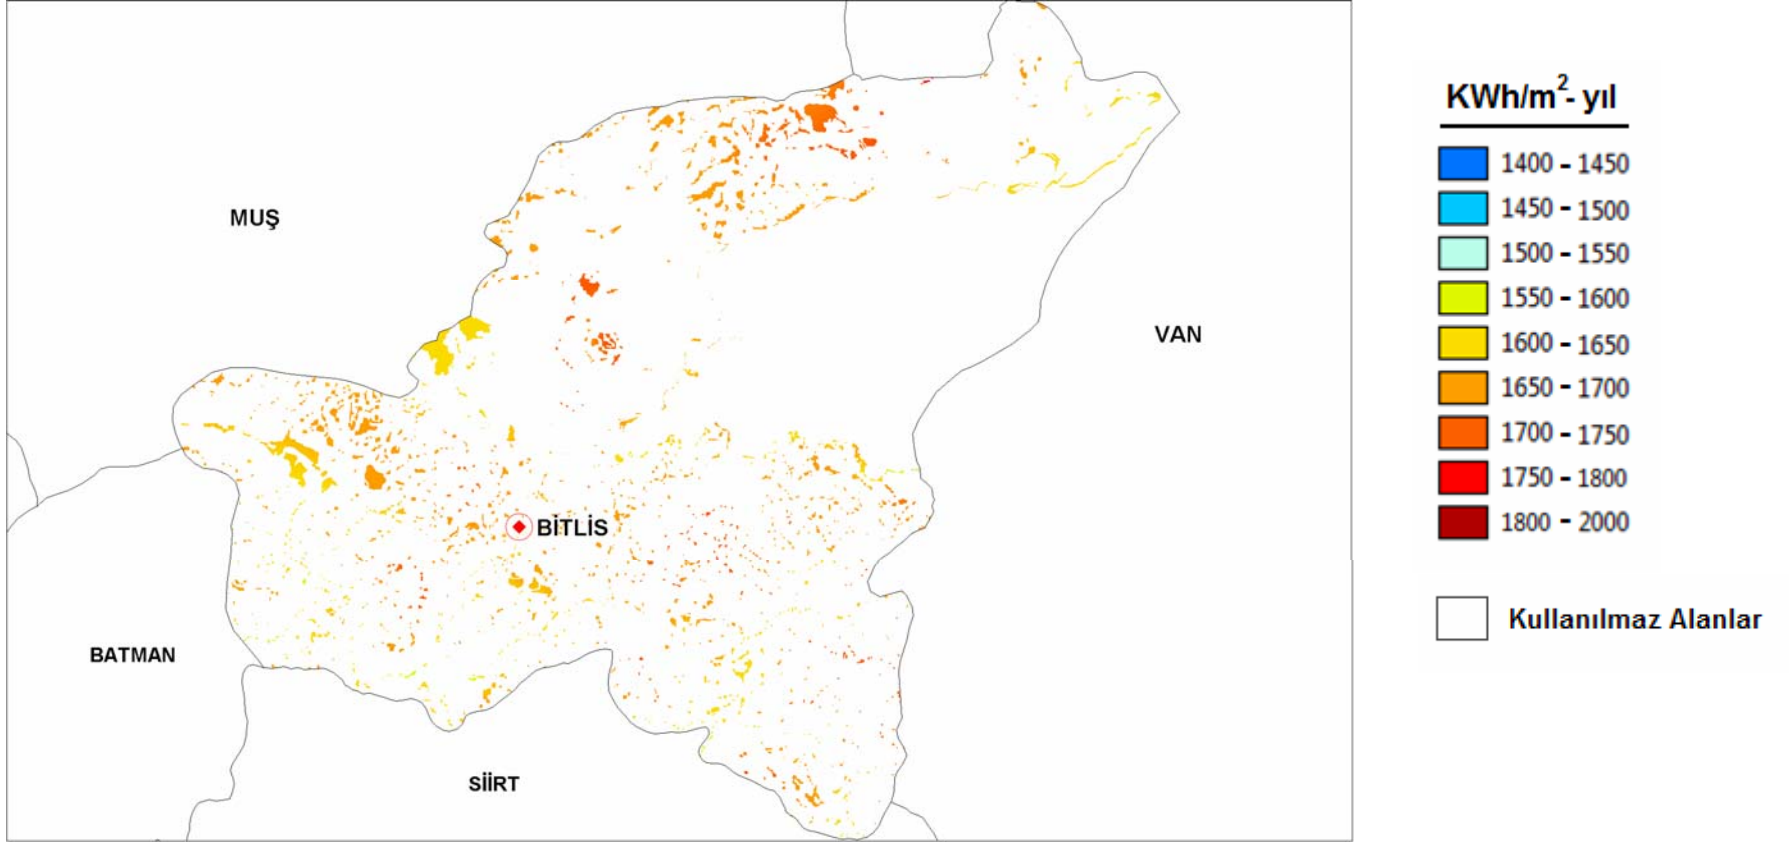 MUŞ
VAN
BİTLİS
BATMAN
SİİRT
KWh/m²- yıl
1400 - 1450
1450 - 1500
1500 - 1550
1550 - 1600
1600 - 1650
1650 - 1700
1700 - 1750
1750 - 1800
1800 - 2000
Kullanılmaz Alanlar